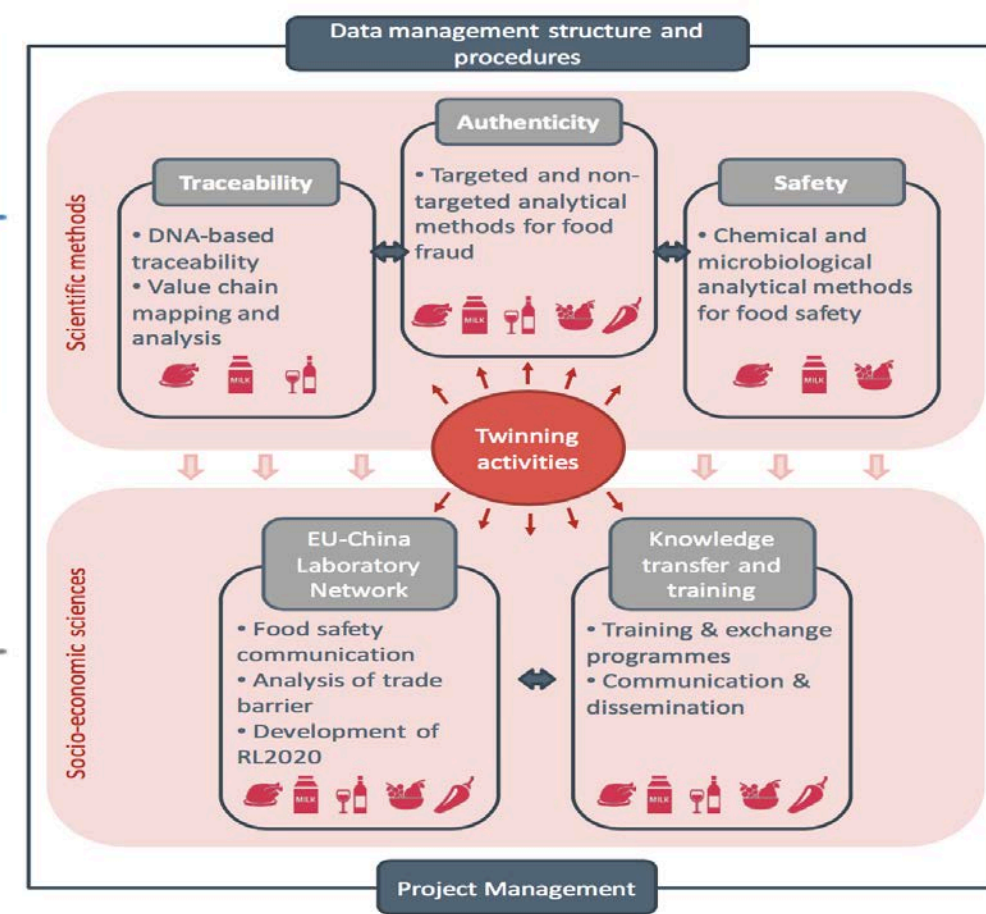 Data management structure and
procedures
Scientific methods
Authenticity
• Targeted and non-
targeted analytical
methods for food
fraud
MILK
Traceability
• DNA-based
traceability
• Value chain
mapping and
analysis
MILK
Safety
• Chemical and
microbiological
analytical methods
for food safety
MILK
Twinning
activities
Socio-economic sciences
EU-China
Laboratory
Network
• Food safety
communication
• Analysis of trade
barrier
• Development of
RL2020
MILK
Knowledge
transfer and
training
• Training & exchange
programmes
• Communication &
dissemination
MILK
Project Management